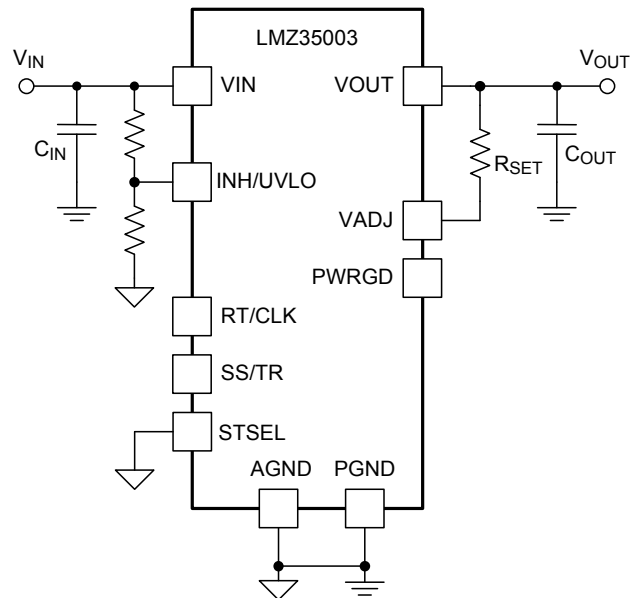 LMZ35003
VIN
VOUT
VIN
VOUT
CIN
RSET
COUT
INH/UVLO
VADJ
PWRGD
RT/CLK
SS/TR
STSEL
AGND
PGND